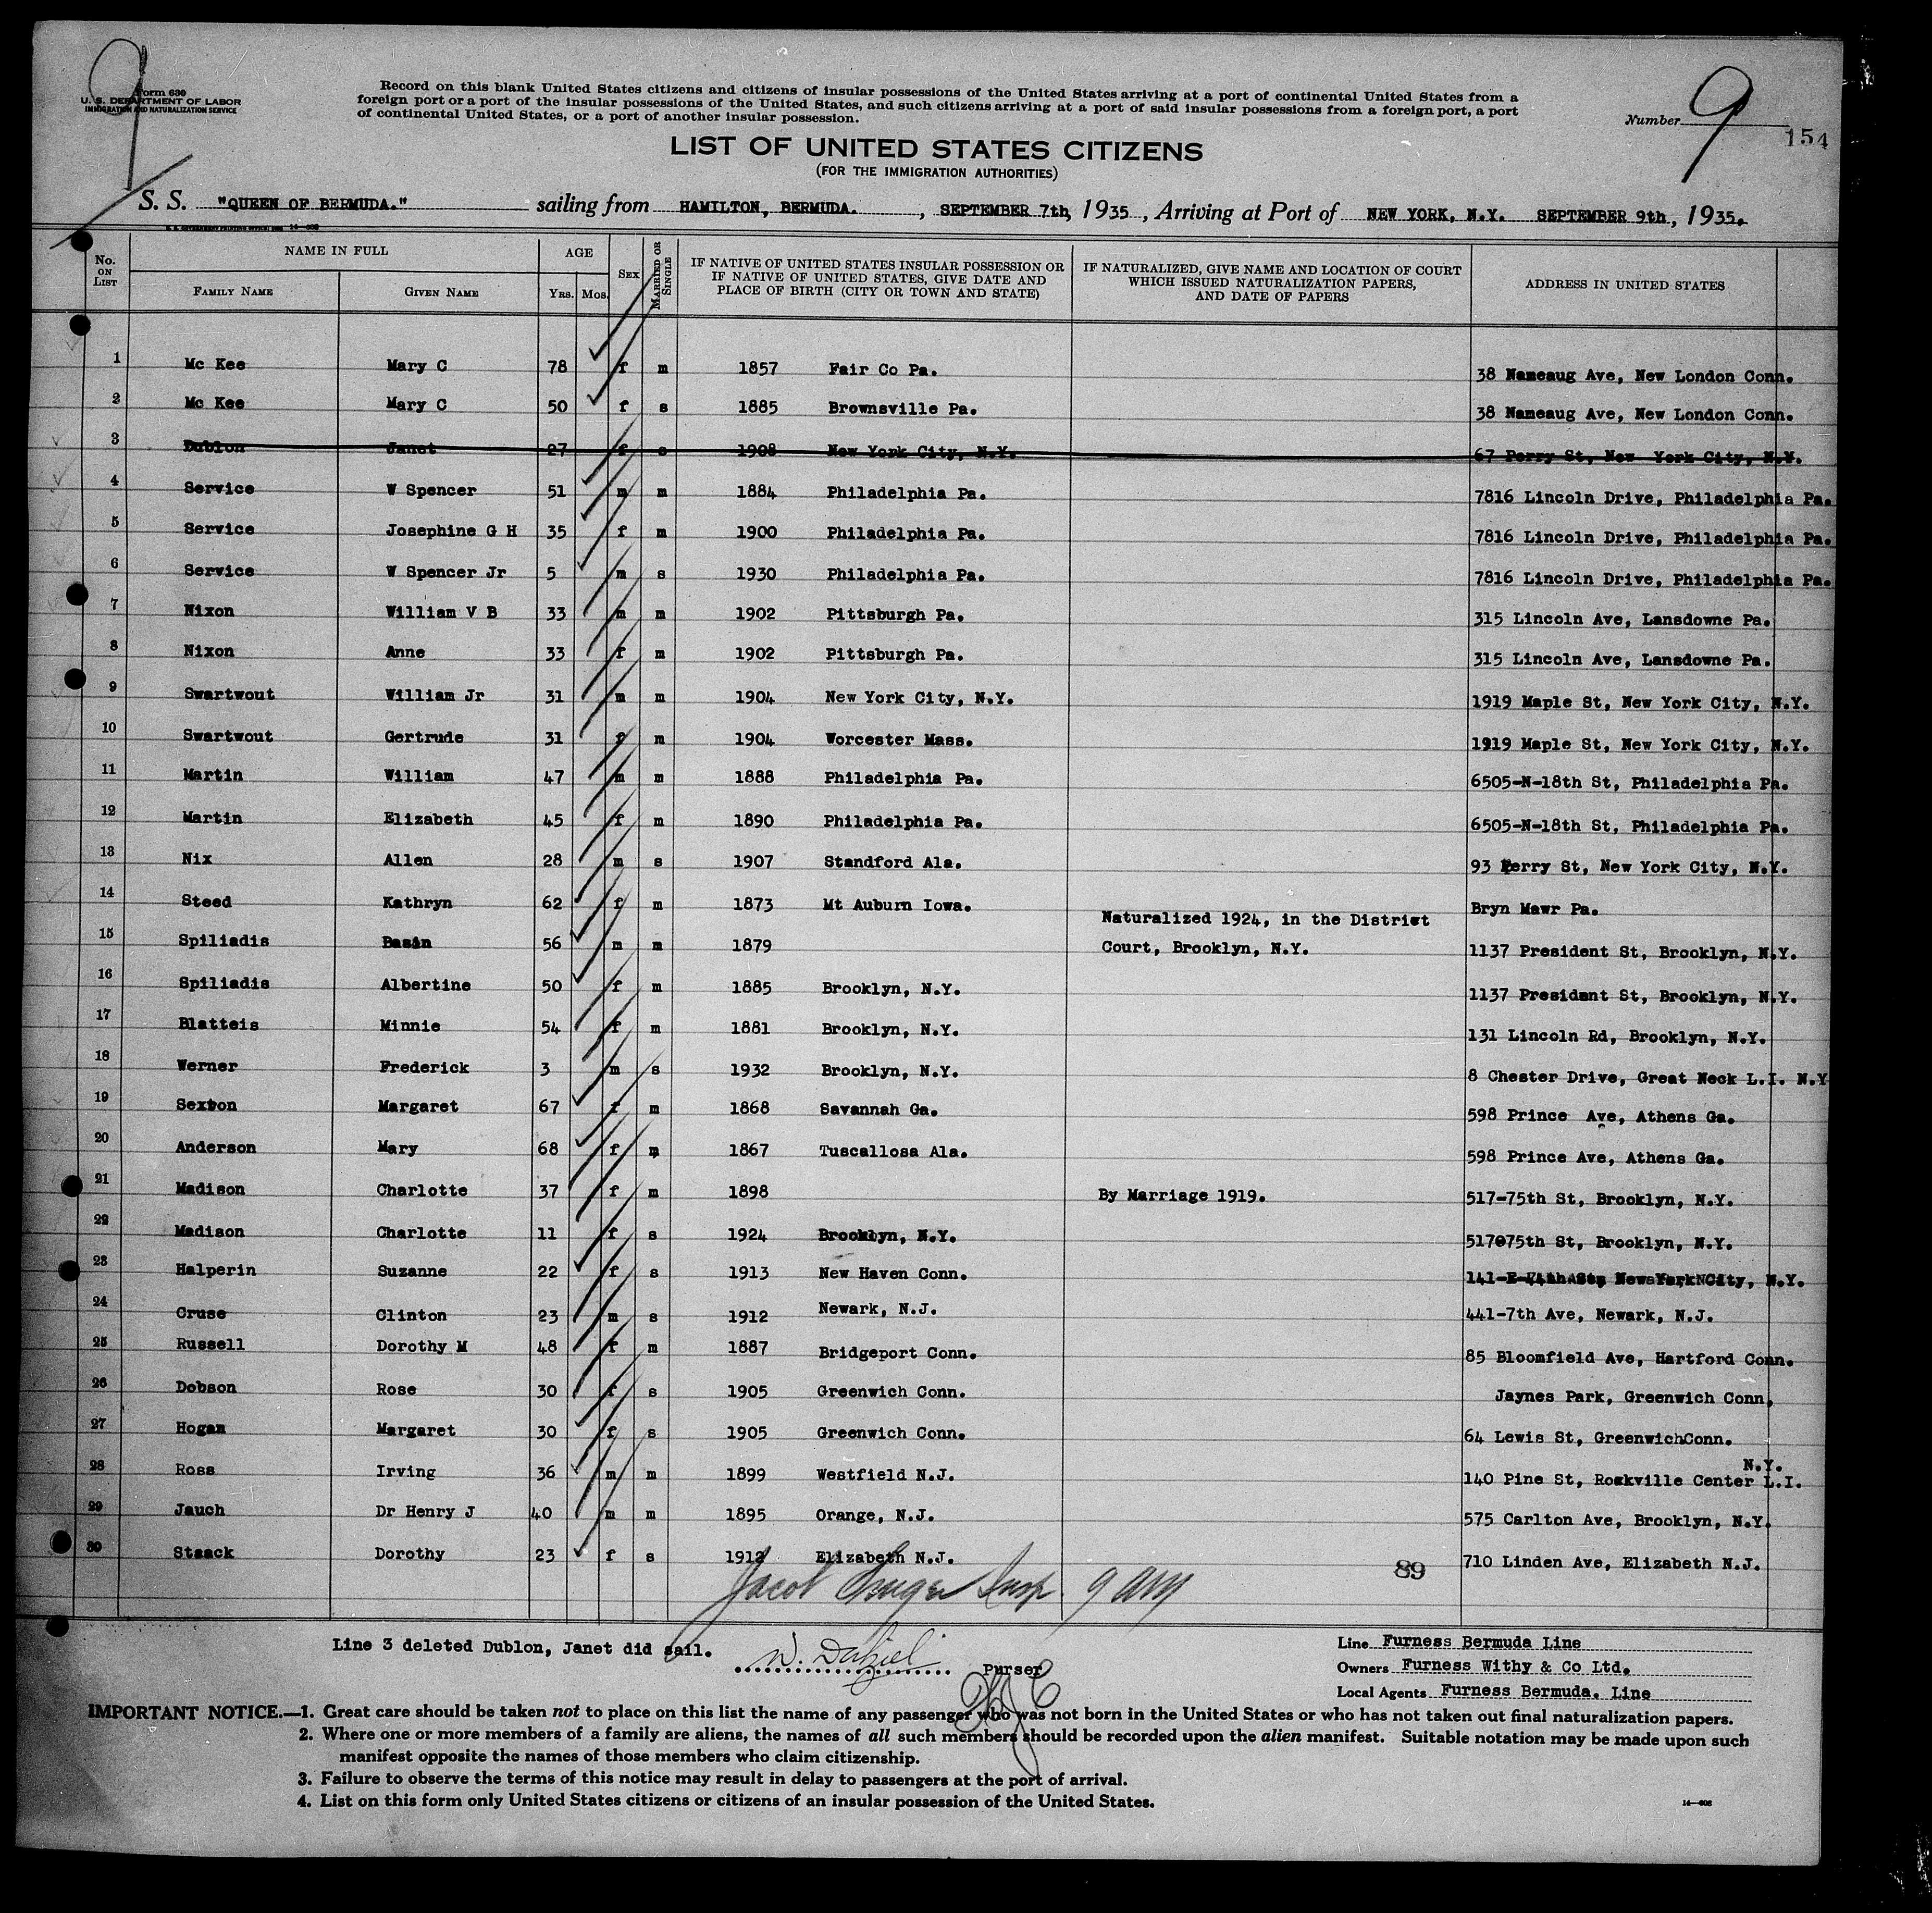 9
Form 630
U. S. DEPARTMENT OF LABOR
IMMIGRATION AND NATURALIZATION SERVICE
Record on this blank United States citizens and citizens of insular possessions of the United States arriving at a port of continental United States from a
foreign port or a port of the insular possessions of the United States, and such citizens arriving at a port of said insular possessions from a foreign port, a port
of continental United States, or a port of another insular possession.
Number 9
154
LIST OF UNITED STATES CITIZENS
(FOR THE IMMIGRATION AUTHORITIES)
S. S. "QUEEN OF BERMUDA." sailing from HAMILTON, BERMUDA. , SEPTEMBER 7th, 1935 , Arriving at Port of NEW YORK, N.Y. SEPTEMBER 9th, 1935.
No. ON LIST NAME IN FULL FAMILY NAME GIVEN NAME AGE YRS. MOS. SEX MARRIED OR SINGLE IF NATIVE OF UNITED STATES INSULAR POSSESSION OR IF NATIVE OF UNITED STATES, GIVE DATE AND PLACE OF BIRTH (CITY OR TOWN AND STATE) IF NATURALIZED, GIVE NAME AND LOCATION OF COURT WHICH ISSUED NATURALIZATION PAPERS, AND DATE OF PAPERS ADDRESS IN UNITED STATES
1 Mc Kee Mary C 78 f m 1857 Fair Co Pa. 38 Nameaug Ave, New London Conn.
2 Mc Kee Mary C 50 f s 1885 Brownsville Pa. 38 Nameaug Ave, New London Conn.
3 Dublon Janet 27 f s 1908 New York City, N.Y. 67 Perry St, New York City, N.Y.
4 Service W Spencer 51 m m 1884 Philadelphia Pa. 7816 Lincoln Drive, Philadelphia Pa.
5 Service Josephine G H 35 f m 1900 Philadelphia Pa. 7816 Lincoln Drive, Philadelphia Pa.
6 Service W Spencer Jr 5 m s 1930 Philadelphia Pa. 7816 Lincoln Drive, Philadelphia Pa.
7 Nixon William V B 33 m m 1902 Pittsburgh Pa. 315 Lincoln Ave, Lansdowne Pa.
8 Nixon Anne 33 f m 1902 Pittsburgh Pa. 315 Lincoln Ave, Lansdowne Pa.
9 Swartwout William Jr 31 m m 1904 New York City, N.Y. 1919 Maple St, New York City, N.Y.
10 Swartwout Gertrude 31 f m 1904 Worcester Mass. 1919 Maple St, New York City, N.Y.
11 Martin William 47 m m 1888 Philadelphia Pa. 6505-N-18th St, Philadelphia Pa.
12 Martin Elizabeth 45 f m 1890 Philadelphia Pa. 6505-N-18th St, Philadelphia Pa.
13 Nix Allen 28 m s 1907 Standford Ala. 93 Perry St, New York City, N.Y.
14 Steed Kathryn 62 f m 1873 Mt Auburn Iowa. Bryn Mawr Pa.
Naturalized 1924, in the District
15 Spiliadis Basin 56 m m 1879 Court, Brooklyn, N.Y. 1137 President St, Brooklyn, N.Y.
16 Spiliadis Albertine 50 f m 1885 Brooklyn, N.Y. 1137 President St, Brooklyn, N.Y.
17 Blatteis Minnie 54 f m 1881 Brooklyn, N.Y. 131 Lincoln Rd, Brooklyn, N.Y.
18 Werner Frederick 3 m s 1932 Brooklyn, N.Y. 8 Chester Drive, Great Neck L.I. N.Y
19 Sexton Margaret 67 f m 1868 Savannah Ga. 598 Prince Ave, Athens Ga.
20 Anderson Mary 68 f m 1867 Tuscallosa Ala. 598 Prince Ave, Athens Ga.
21 Madison Charlotte 37 f m 1898 By Marriage 1919. 517-75th St, Brooklyn, N.Y.
22 Madison Charlotte 11 f s 1924 Brooklyn, N.Y. 517075th St, Brooklyn, N.Y.
23 Halperin Suzanne 22 f s 1913 New Haven Conn. 141-E- New York City, N.Y.
24 Cruse Clinton 23 m s 1912 Newark, N.J. 441-7th Ave, Newark, N.J.
25 Russell Dorothy M 48 f m 1887 Bridgeport Conn. 85 Bloomfield Ave, Hartford Conn.
26 Dobson Rose 30 f s 1905 Greenwich Conn. Jaynes Park, Greenwich Conn,
27 Hogan Margaret 30 f s 1905 Greenwich Conn. 64 Lewis St, GreenwichConn.
N.Y.
28 Ross Irving 36 m m 1899 Westfield N.J. 140 Pine St, Rockville Center L.I.
29 Jauch Dr Henry J 40 m m 1895 Orange, N.J. 575 Carlton Ave, Brooklyn, N.Y.
30 Staack Dorothy 23 f s 1912 Elizabeth N.J. 710 Linden Ave, Elizabeth N.J.
Jacob Insp. 9 am
89
Line 3 deleted Dublon, Janet did sail.
W. Dalziel Purser
Line Furness Bermuda Line
Owners Furness Withy & Co Ltd.
Local Agents Furness Bermuda. Line
IMPORTANT NOTICE.—1. Great care should be taken not to place on this list the name of any passenger who was not born in the United States or who has not taken out final naturalization papers.
2. Where one or more members of a family are aliens, the names of all such members should be recorded upon the alien manifest. Suitable notation may be made upon such
manifest opposite the names of those members who claim citizenship.
3. Failure to observe the terms of this notice may result in delay to passengers at the port of arrival.
4. List on this form only United States citizens or citizens of an insular possession of the United States.
14—608